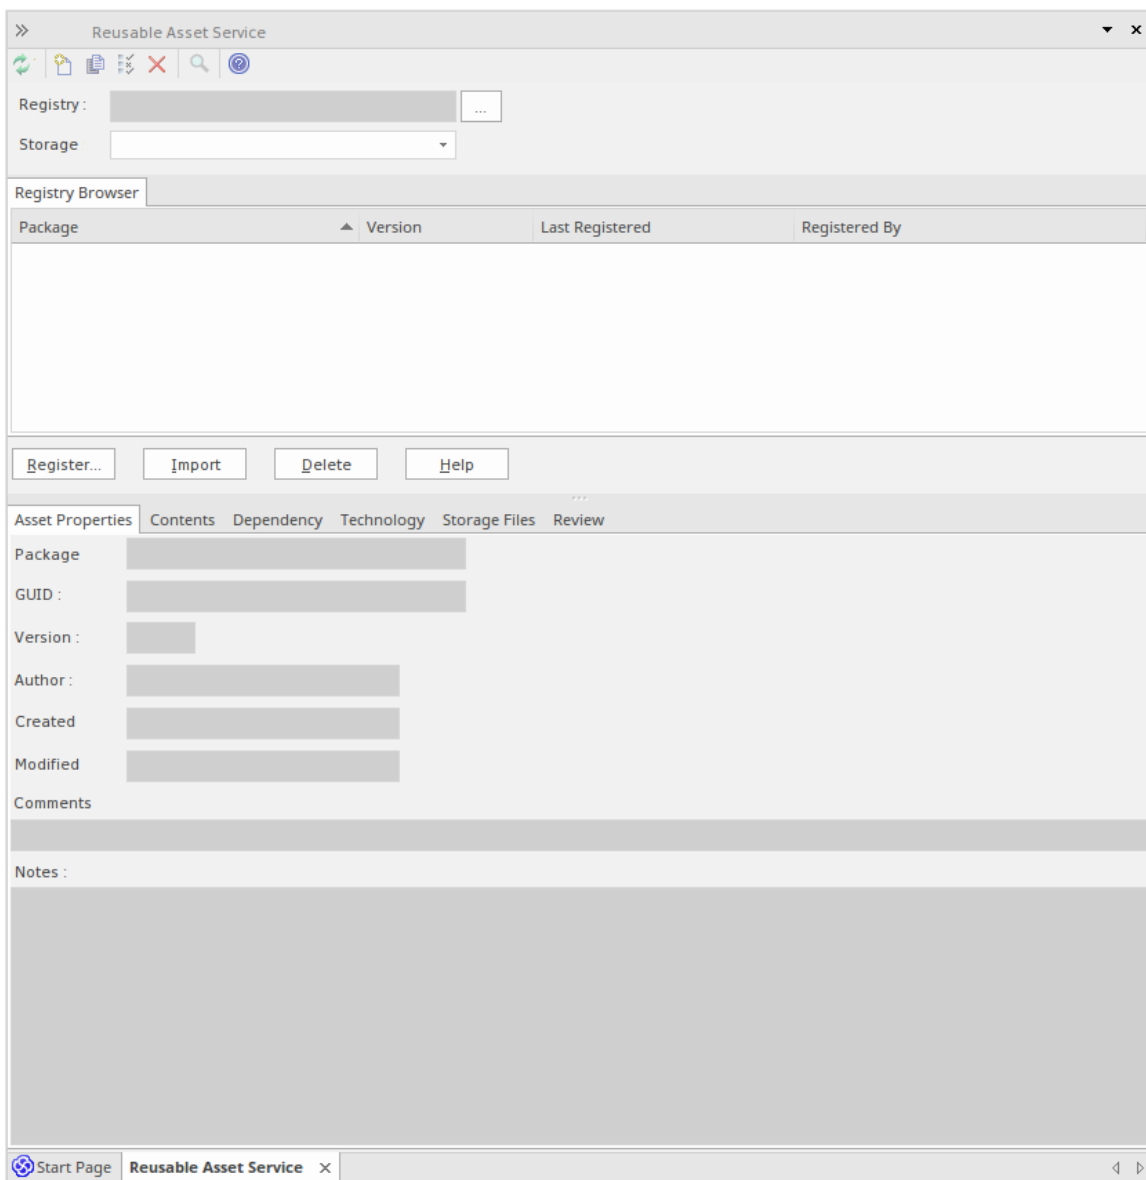 Reusable Asset Service
Registry :
...
Storage
Registry Browser
Package Version Last Registered Registered By
Register... Import Delete Help
Asset Properties Contents Dependency Technology Storage Files Review
Package
GUID :
Version :
Author :
Created
Modified
Comments
Notes :
Start Page Reusable Asset Service